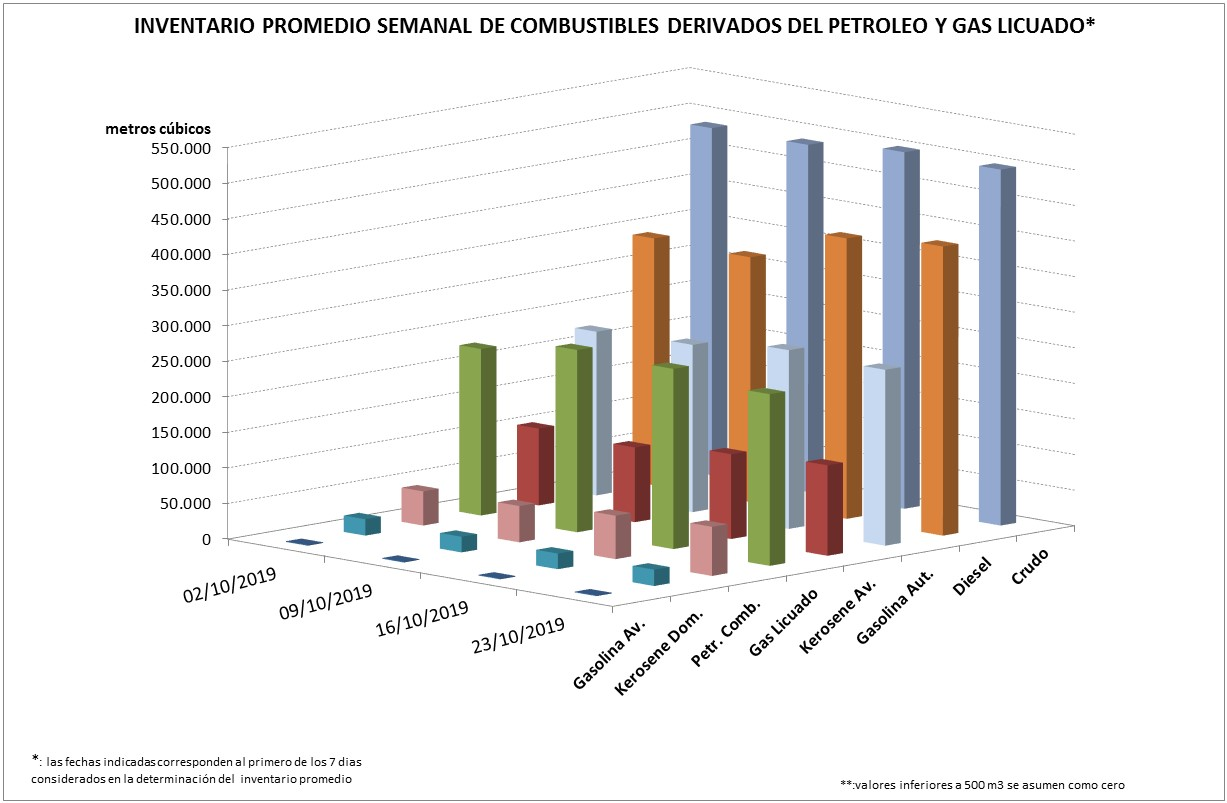 INVENTARIO PROMEDIO SEMANAL DE COMBUSTIBLES DERIVADOS DEL PETROLEO Y GAS LICUADO*
metros cúbicos
550.000
500.000
450.000
400.000
350.000
300.000
250.000
200.000
150.000
100.000
50.000
0
02/10/2019
09/10/2019
16/10/2019
23/10/2019
Gasolina Av.
Kerosene Dom.
Petr. Comb.
Gas Licuado
Kerosene Av.
Gasolina Aut.
Diesel
Crudo
*: las fechas indicadas corresponden al primero de los 7 dias
considerados en la determinación del inventario promedio
**:valores inferiores a 500 m3 se asumen como cero